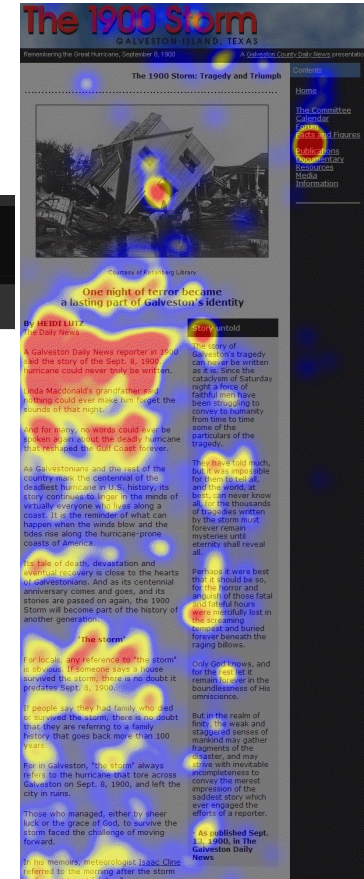 The 1900 Storm
GALVESTON ISLAND, TEXAS
Remembering the Great Hurricane, September 8, 1900
A Galveston County Daily News presentatio
The 1900 Storm: Tragedy and Triumph
Contents
Home
The Committee
Calendar
Forum
Facts and Figures
Publications
Documentary
Resources
Media
Information
Courtesy of Rosenberg Library
One night of terror became
a lasting part of Galveston's identity
By HEIDI LUTZ
The Daily News
A Galveston Daily News reporter in 1900
said the story of the Sept. 8, 1900,
hurricane could never truly be written.
Linda Macdonald's grandfather said
nothing could ever make him forget the
sounds of that night.
And for many, no words could ever be
spoken again about the deadly hurricane
that reshaped the Gulf Coast forever.
As Galvestonians and the rest of the
country mark the centennial of the
deadliest hurricane in U.S. history, its
story continues to linger in the minds of
virtually everyone who lives along a
coast. It is the reminder of what can
happen when the winds blow and the
tides rise along the hurricane-prone
coasts of America.
Its tale of death, devastation and
eventual recovery is close to the hearts
of Galvestonians. And as its centennial
anniversary comes and goes, and its
stories are passed on again, the 1900
Storm will become part of the history of
another generation.
'The storm'
For locals, any reference to "the storm"
is obvious. If someone says a house
survived the storm, there is no doubt it
predates Sept. 8, 1900.
If people say they had family who died
or survived the storm, there is no doubt
that they are referring to a family
history that goes back more than 100
years.
For in Galveston, "the storm" always
refers to the hurricane that tore across
Galveston on Sept. 8, 1900, and left the
city in ruins.
Those who managed, either by sheer
luck or the grace of God, to survive the
storm faced the challenge of moving
forward.
In his memoirs, meteorologist Isaac Cline
referred to the morning after the storm
Story untold
The story of
Galveston's tragedy
can never be written
as it is. Since the
cataclysm of Saturday
night a force of
faithful men have
been struggling to
convey to humanity
from time to time
some of the
particulars of the
tragedy.
They have told much,
but it was impossible
for them to tell all,
and the world, at
best, can never know
all, for the thousands
of tragedies written
by the storm must
forever remain
mysteries until
eternity shall reveal
all.
Perhaps it were best
that it should be so,
for the horror and
anguish of those fatal
and fateful hours
were mercifully lost in
the screaming
tempest and buried
forever beneath the
raging billows.
Only God knows, and
for the rest let it
remain forever in the
boundlessness of His
omniscience.
But in the realm of
finity, the weak and
staggered senses of
mankind may gather
fragments of the
disaster, and may
strive with inevitable
incompleteness to
convey the merest
impression of the
saddest story which
ever engaged the
efforts of a reporter.
As published Sept.
13, 1900, in The
Galveston Daily
News